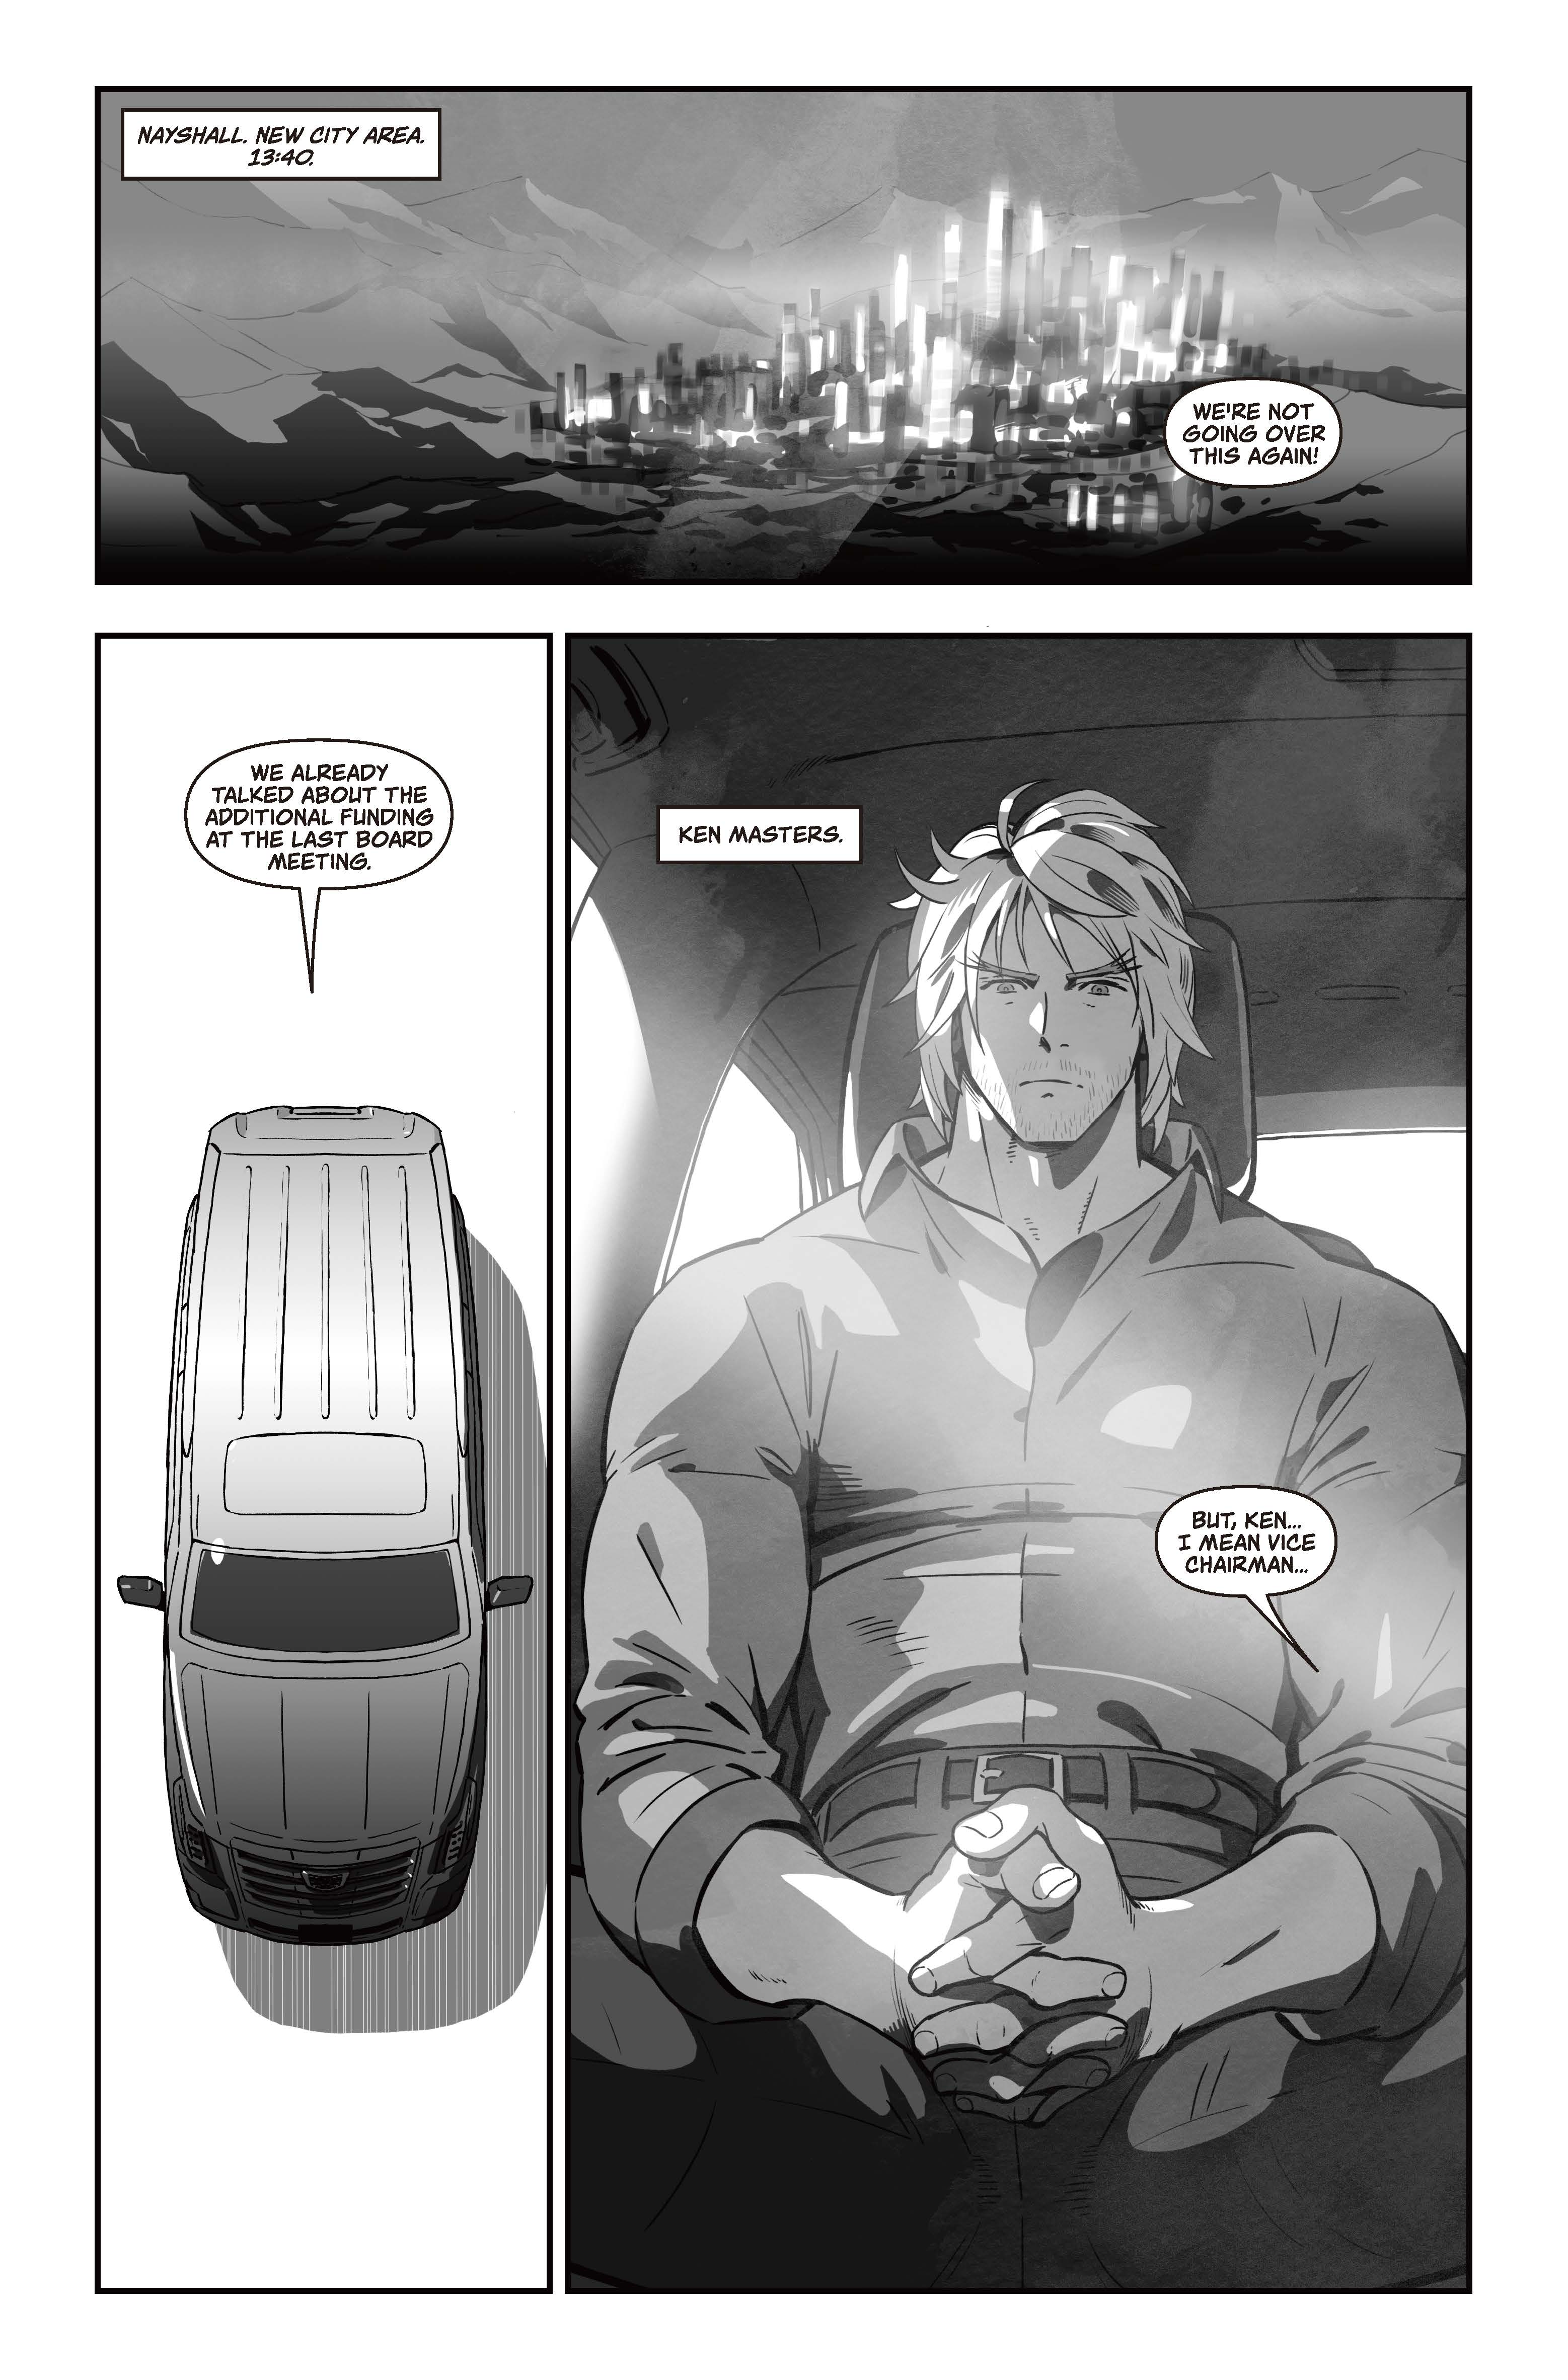 NAYSHALL. NEW CITY AREA.
13:40.
WE'RE NOT
GOING OVER
THIS AGAIN!
WE ALREADY
TALKED ABOUT THE
ADDITIONAL FUNDING
AT THE LAST BOARD
MEETING.
KEN MASTERS.
BUT, KEN...
I MEAN VICE
CHAIRMAN...